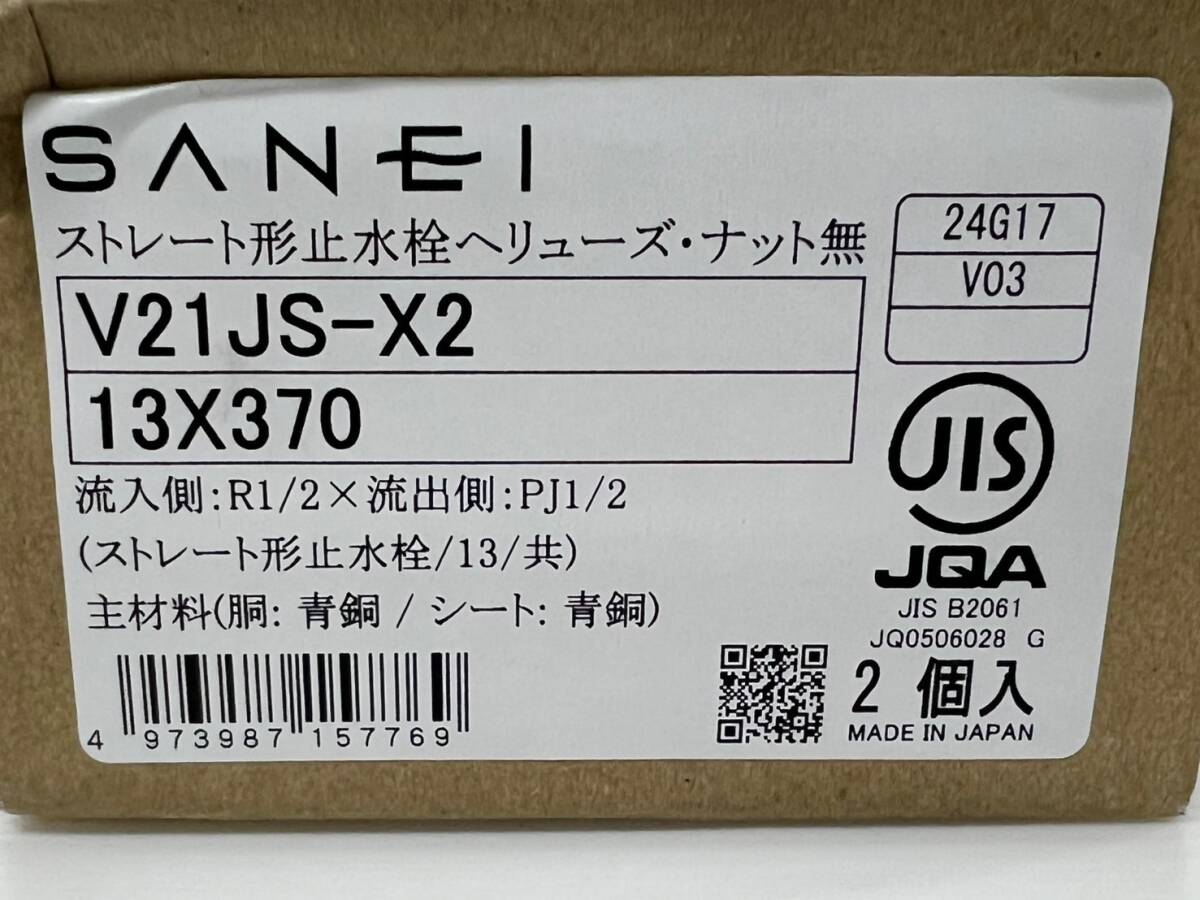 SANEI
ストレート形止水栓ヘリューズ・ナット無
V21JS-X2
13X370
流入側:R1/2×流出側:PJ1/2
(ストレート形止水栓/13/共)
主材料(胴: 青銅 / シート: 青銅)
4 973987 157769
24G17
V03
JIS
JQA
JIS B2061
JQ0506028 G
2 個入
MADE IN JAPAN